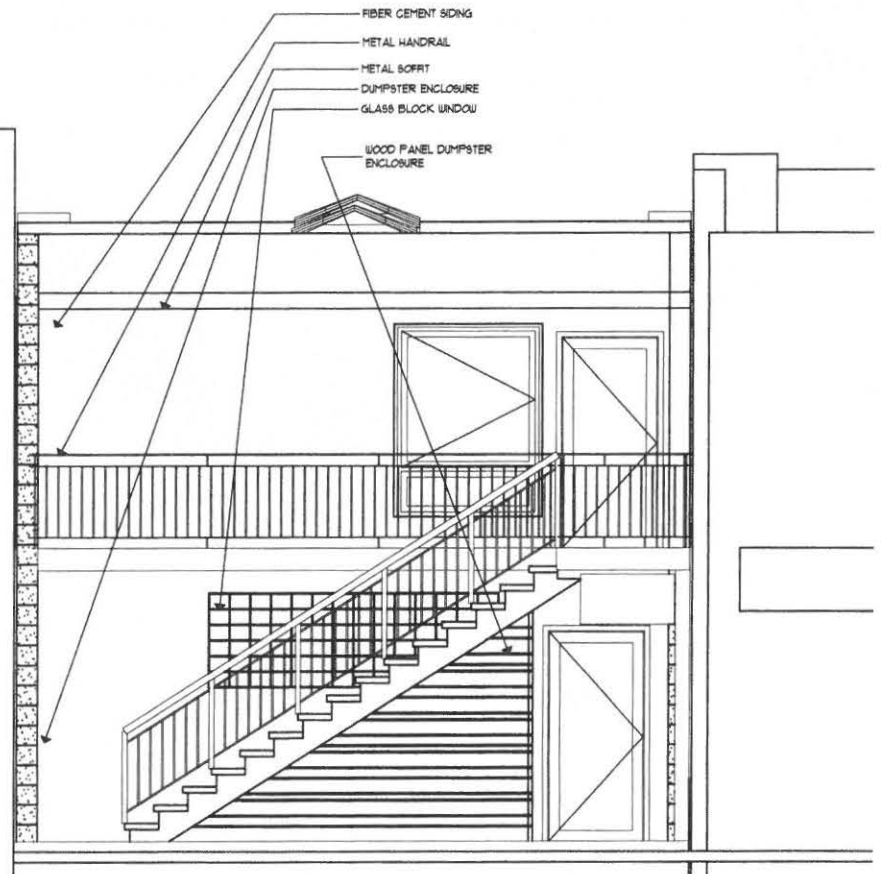 FIBER CEMENT SIDING
METAL HANDRAIL
METAL SOFFIT
DUMPSTER ENCLOSURE
GLASS BLOCK WINDOW
WOOD PANEL DUMPSTER
ENCLOSURE